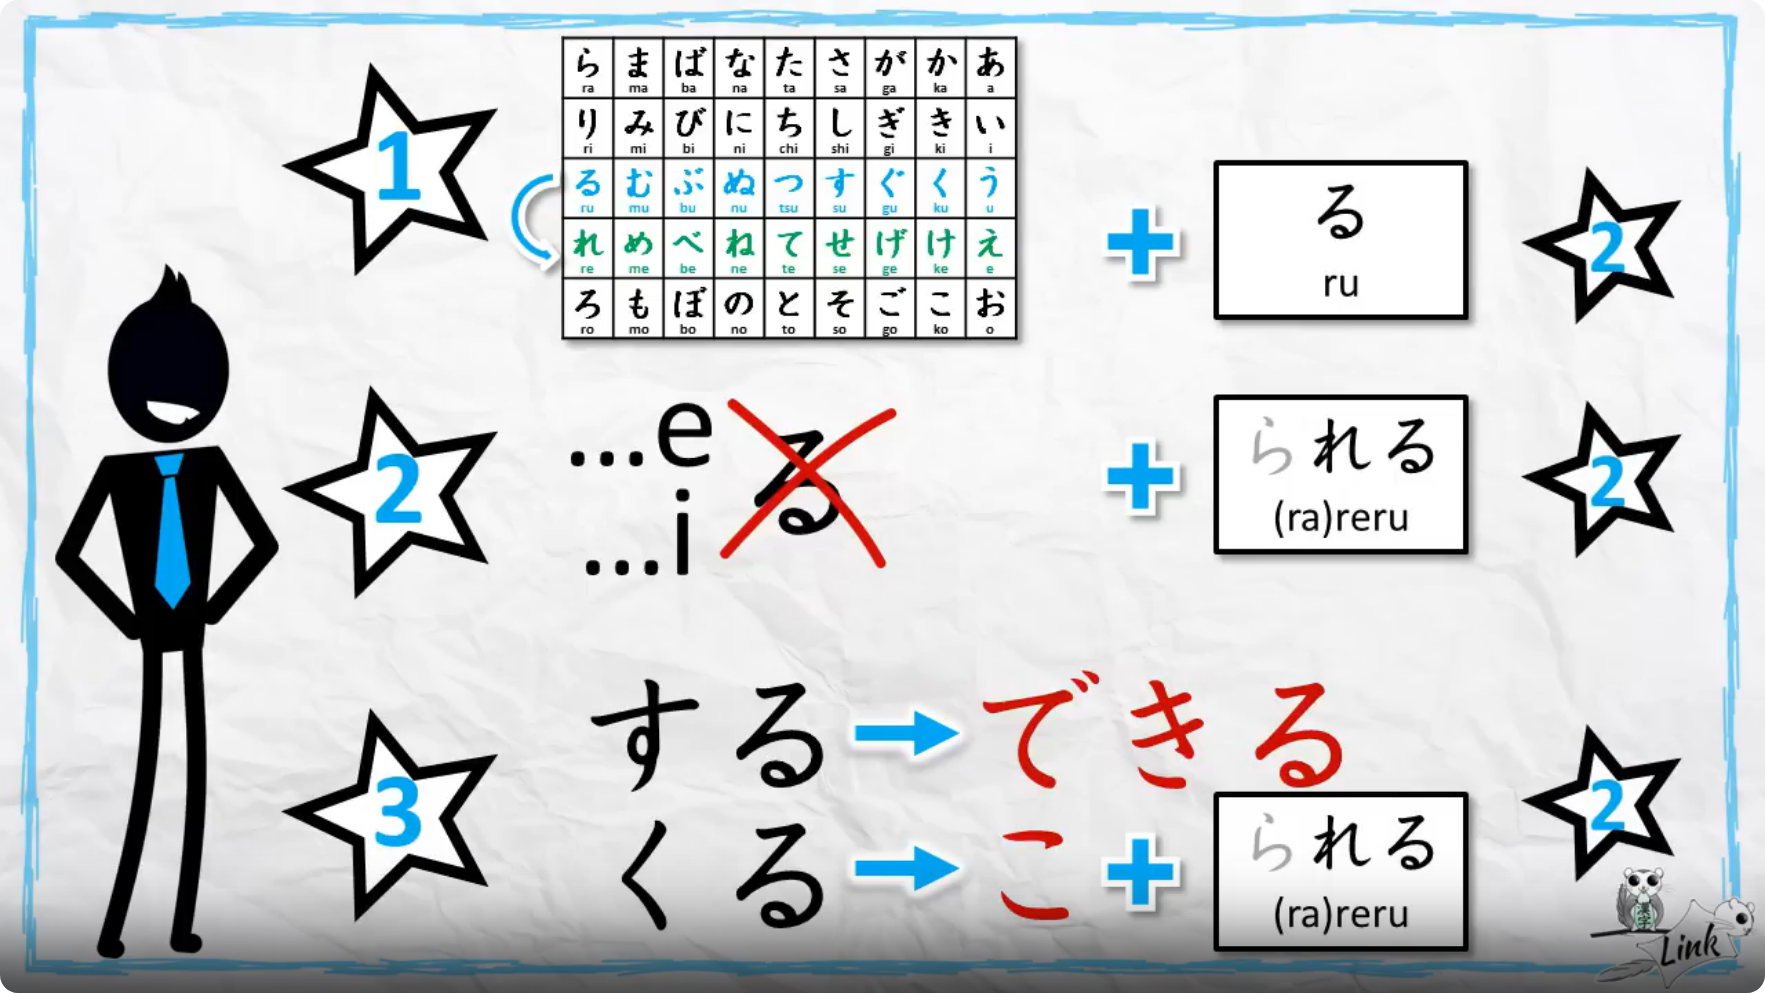 1
ら ま ば な た さ が か あ
ra ma ba na ta sa ga ka a
り み び に ち し ぎ き い
ri mi bi ni chi shi gi ki i
る む ぶ ぬ つ す ぐ く う
ru mu bu nu tsu su gu ku u
れ め べ ね て せ げ け え
re me be ne te se ge ke e
ろ も ぼ の と そ ご こ お
ro mo bo no to so go ko o
+
る
ru
2
2
...e
...i
る
+
られる
(ra)reru
2
3
する → できる
くる → こ
+
られる
(ra)reru
2
漢字
Link